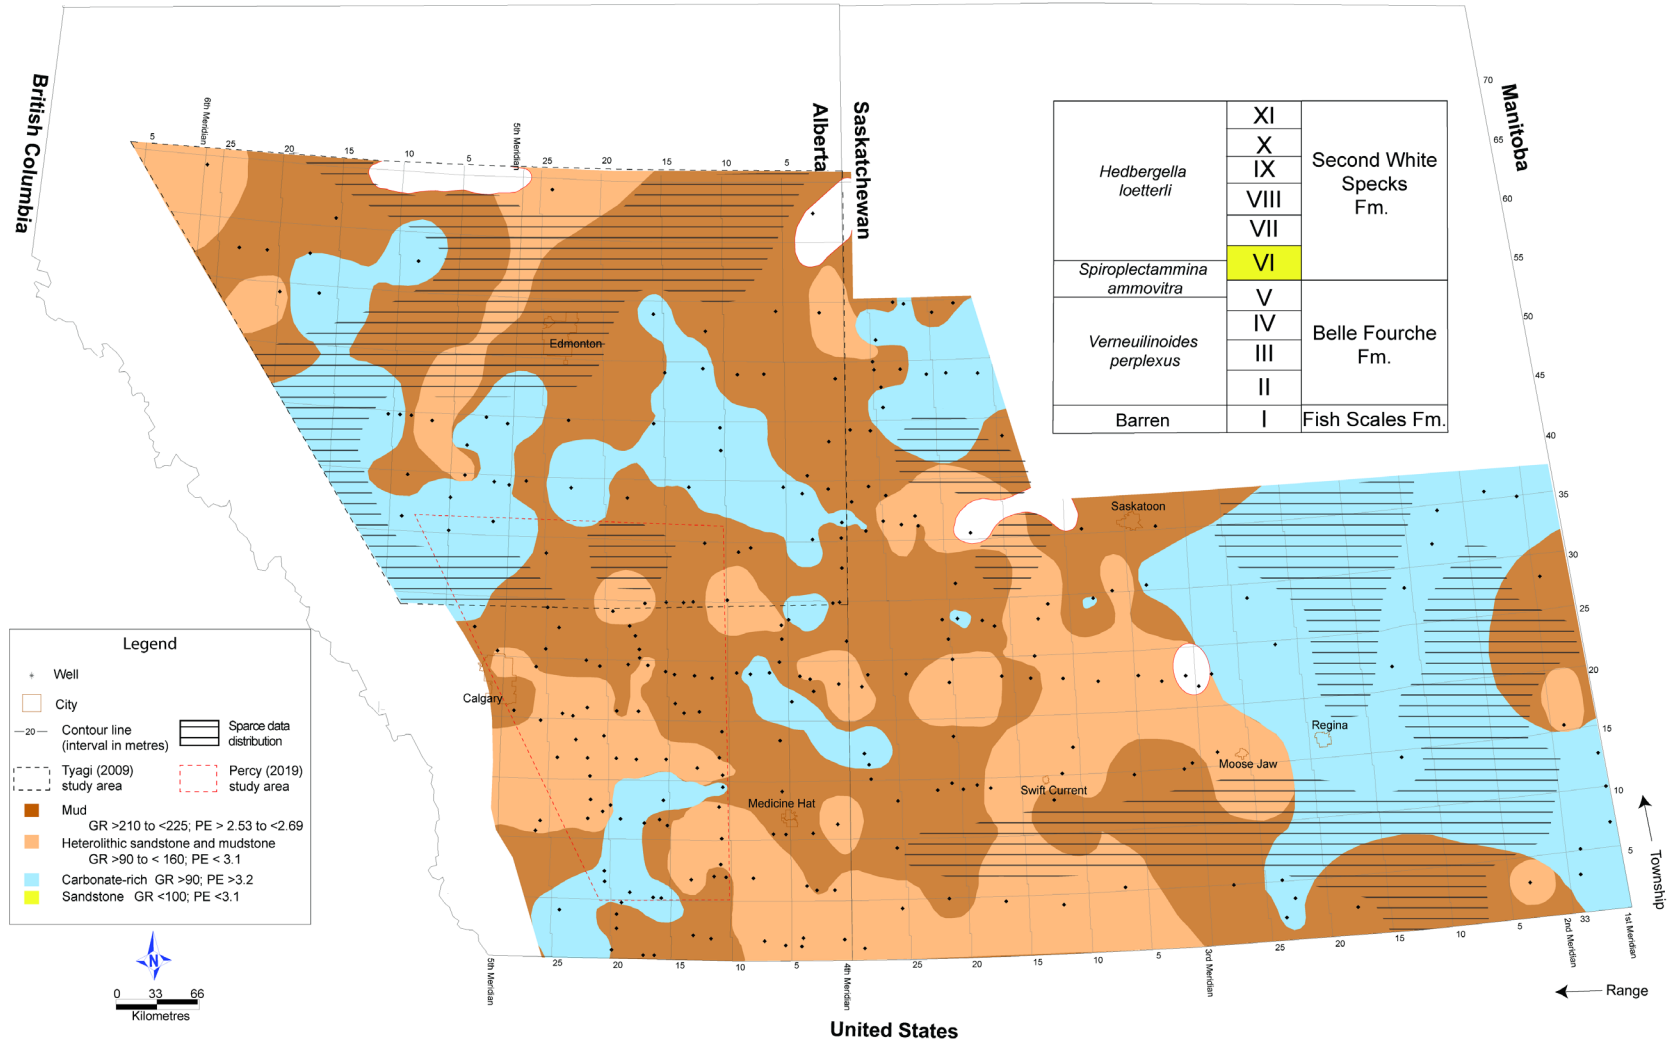 British Columbia
Alberta
Saskatchewan
Manitoba
6th Meridian
5th Meridian
5
5
25
20
15
10
5
25
20
15
10
5
70
65
60
55
50
45
40
35
30
25
20
15
10
5
Hedbergella
loetterli
Spiroplectammina
ammovitra
Verneuilinoides
perplexus
Barren
XI
X
IX
VIII
VII
VI
V
IV
III
II
I
Second White
Specks
Fm.
Belle Fourche
Fm.
Fish Scales Fm.
Edmonton
Saskatoon
Calgary
Medicine Hat
Swift Current
Moose Jaw
Regina
Legend
Well
City
20
Contour line
(interval in metres)
Sparce data
distribution
Tyagi (2009)
study area
Percy (2019)
study area
Mud
GR >210 to <225; PE > 2.53 to <2.69
Heterolithic sandstone and mudstone
GR >90 to < 160; PE < 3.1
Carbonate-rich GR >90; PE >3.2
Sandstone GR <100; PE <3.1
N
0 33 66
Kilometres
5th Meridian
25
20
15
10
5
4th Meridian
25
20
15
10
5
3rd Meridian
25
20
15
10
5
2nd Meridian
33
1st Meridian
Township
Range
United States